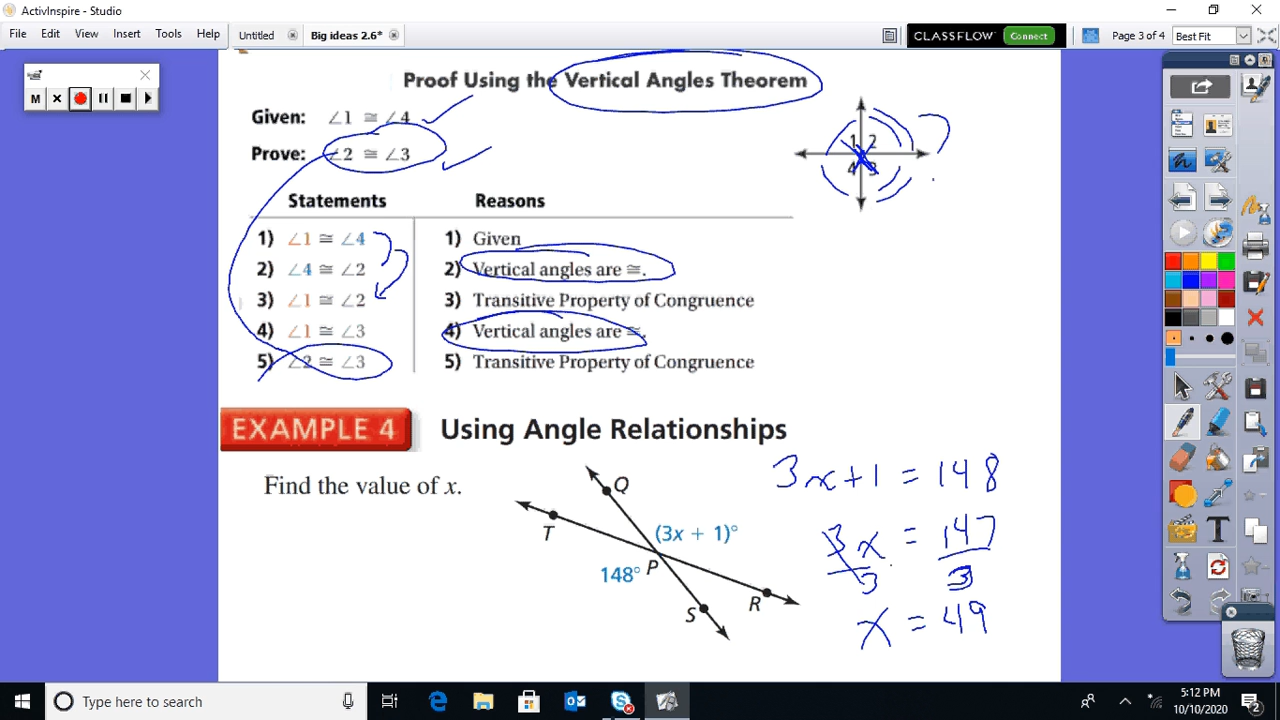 ActivInspire - Studio
File Edit View Insert Tools Help Untitled Big ideas 2.6* CLASSFLOW Connect Page 3 of 4 Best Fit
M
Proof Using the Vertical Angles Theorem
Given: ∠1 ≅ ∠4
Prove: ∠2 ≅ ∠3
1 2
4 3
Statements Reasons
1) ∠1 ≅ ∠4 1) Given
2) ∠4 ≅ ∠2 2) Vertical angles are ≅.
3) ∠1 ≅ ∠2 3) Transitive Property of Congruence
4) ∠1 ≅ ∠3 4) Vertical angles are ≅.
5) ∠2 ≅ ∠3 5) Transitive Property of Congruence
EXAMPLE 4 Using Angle Relationships
Find the value of x.
Q
T
(3x + 1)°
148° P
S
R
3x+1 = 148
3x = 147
3 3
x = 49
T
Type here to search
5:12 PM
10/10/2020
2